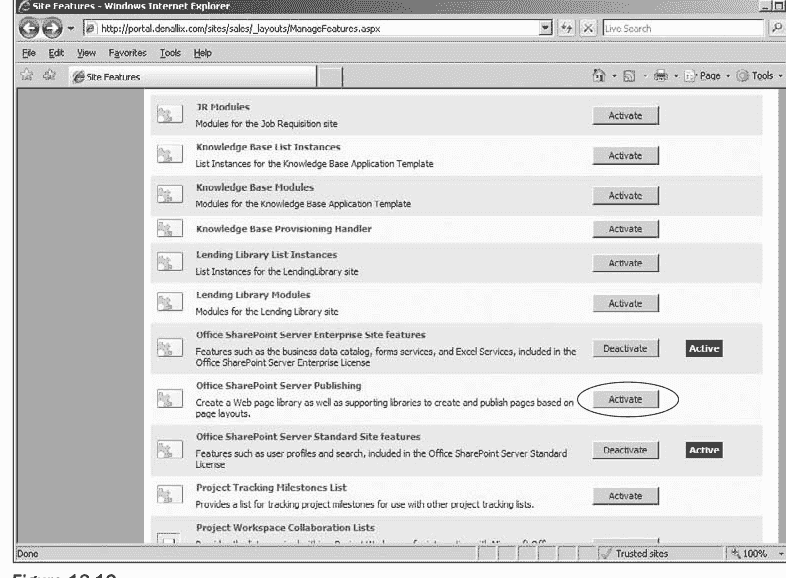 Site Features - Windows Internet Explorer
http://portal.denallix.com/sites/sales/_layouts/ManageFeatures.aspx
Live Search
File Edit View Favorites Tools Help
Site Features
Page Tools
JR Modules
Modules for the Job Requisition site
Activate
Knowledge Base List Instances
List Instances for the Knowledge Base Application Template
Activate
Knowledge Base Modules
Modules for the Knowledge Base Application Template
Activate
Knowledge Base Provisioning Handler
Activate
Lending Library List Instances
List Instances for the LendingLibrary site
Activate
Lending Library Modules
Modules for the Lending Library site
Activate
Office SharePoint Server Enterprise Site features
Features such as the business data catalog, forms services, and Excel Services, included in the
Office SharePoint Server Enterprise License
Deactivate Active
Office SharePoint Server Publishing
Create a Web page library as well as supporting libraries to create and publish pages based on
page layouts.
Activate
Office SharePoint Server Standard Site features
Features such as user profiles and search, included in the Office SharePoint Server Standard
License
Deactivate Active
Project Tracking Milestones List
Provides a list for tracking project milestones for use with other project tracking lists.
Activate
Project Workspace Collaboration Lists
Done Trusted sites 100%